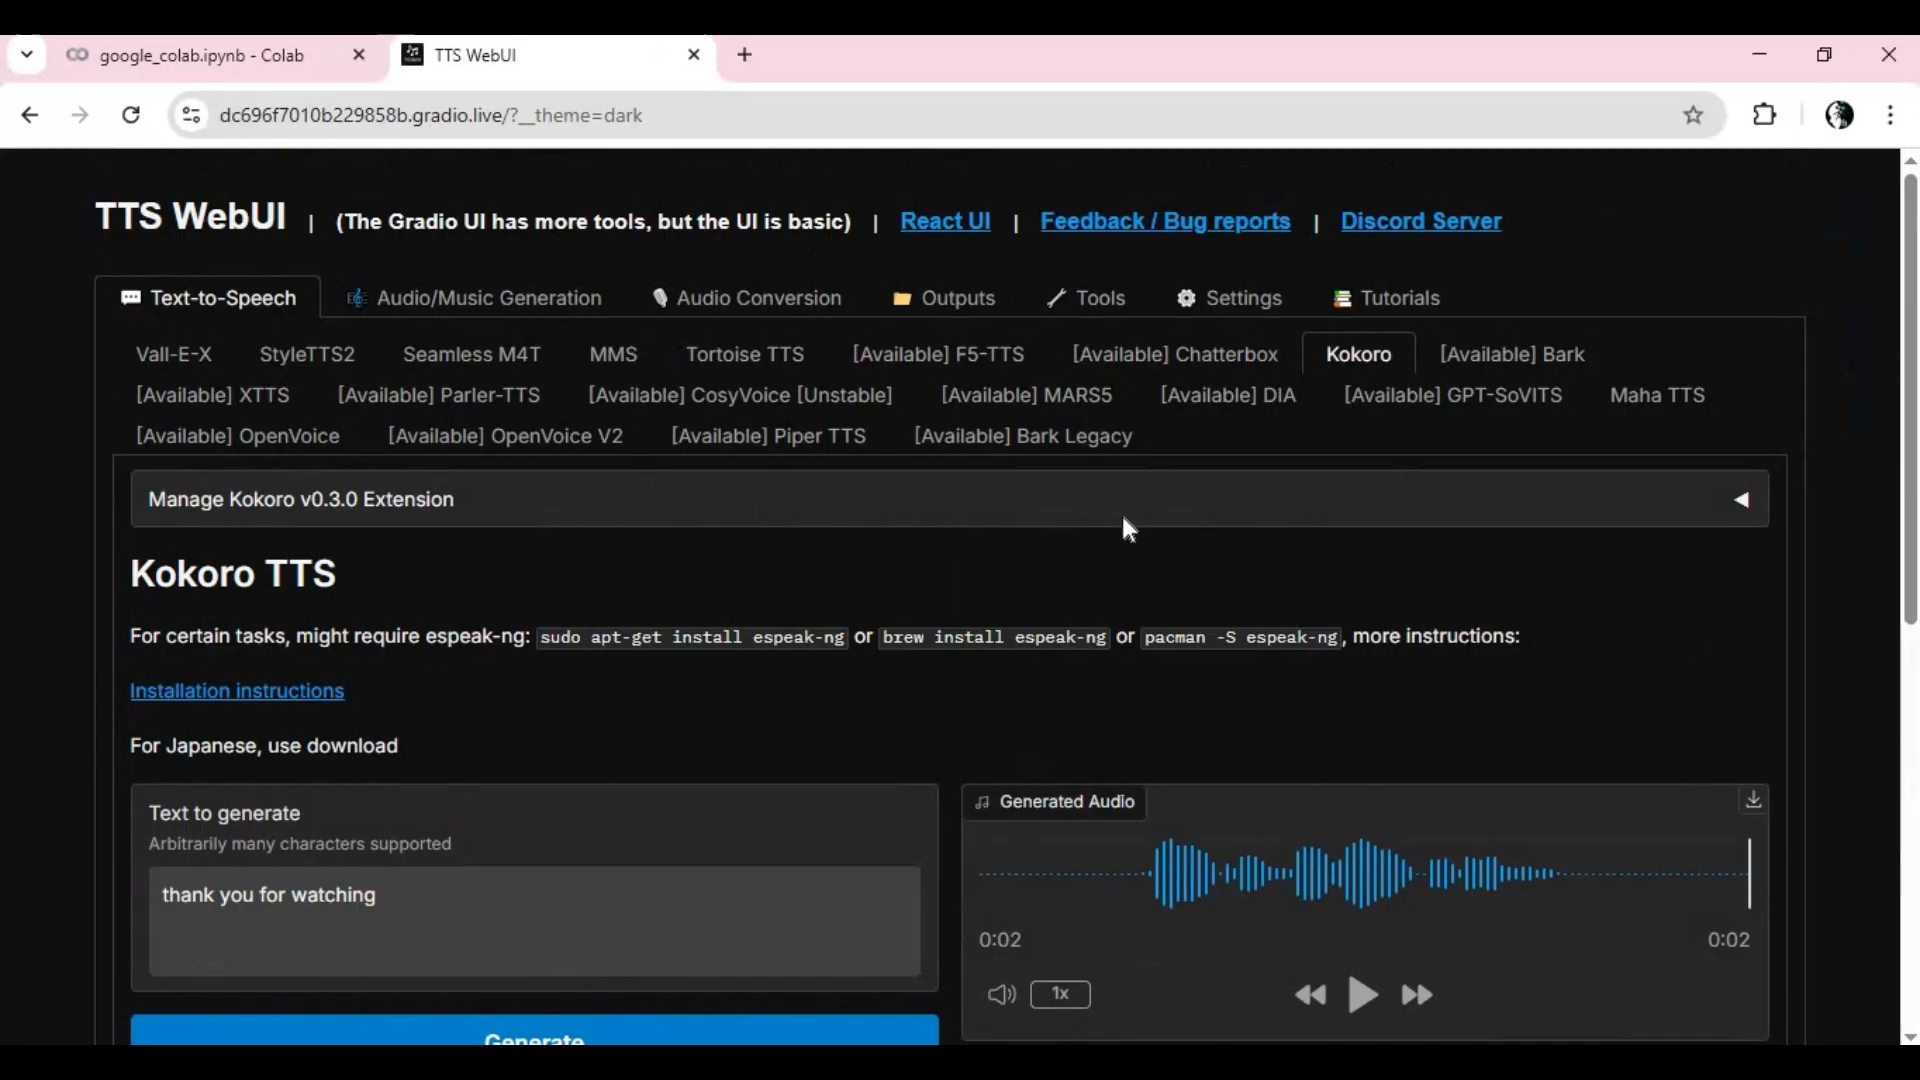 google_colab.ipynb - Colab
TTS WebUI
dc696f7010b229858b.gradio.live/?__theme=dark
TTS WebUI | (The Gradio UI has more tools, but the UI is basic) | React UI | Feedback / Bug reports | Discord Server
Text-to-Speech Audio/Music Generation Audio Conversion Outputs Tools Settings Tutorials
Vall-E-X StyleTTS2 Seamless M4T MMS Tortoise TTS [Available] F5-TTS [Available] Chatterbox Kokoro [Available] Bark
[Available] XTTS [Available] Parler-TTS [Available] CosyVoice [Unstable] [Available] MARS5 [Available] DIA [Available] GPT-SoVITS Maha TTS
[Available] OpenVoice [Available] OpenVoice V2 [Available] Piper TTS [Available] Bark Legacy
Manage Kokoro v0.3.0 Extension
Kokoro TTS
For certain tasks, might require espeak-ng: sudo apt-get install espeak-ng or brew install espeak-ng or pacman -S espeak-ng, more instructions:
Installation instructions
For Japanese, use download
Text to generate
Arbitrarily many characters supported
thank you for watching
Generate
Generated Audio
0:02 0:02
1x